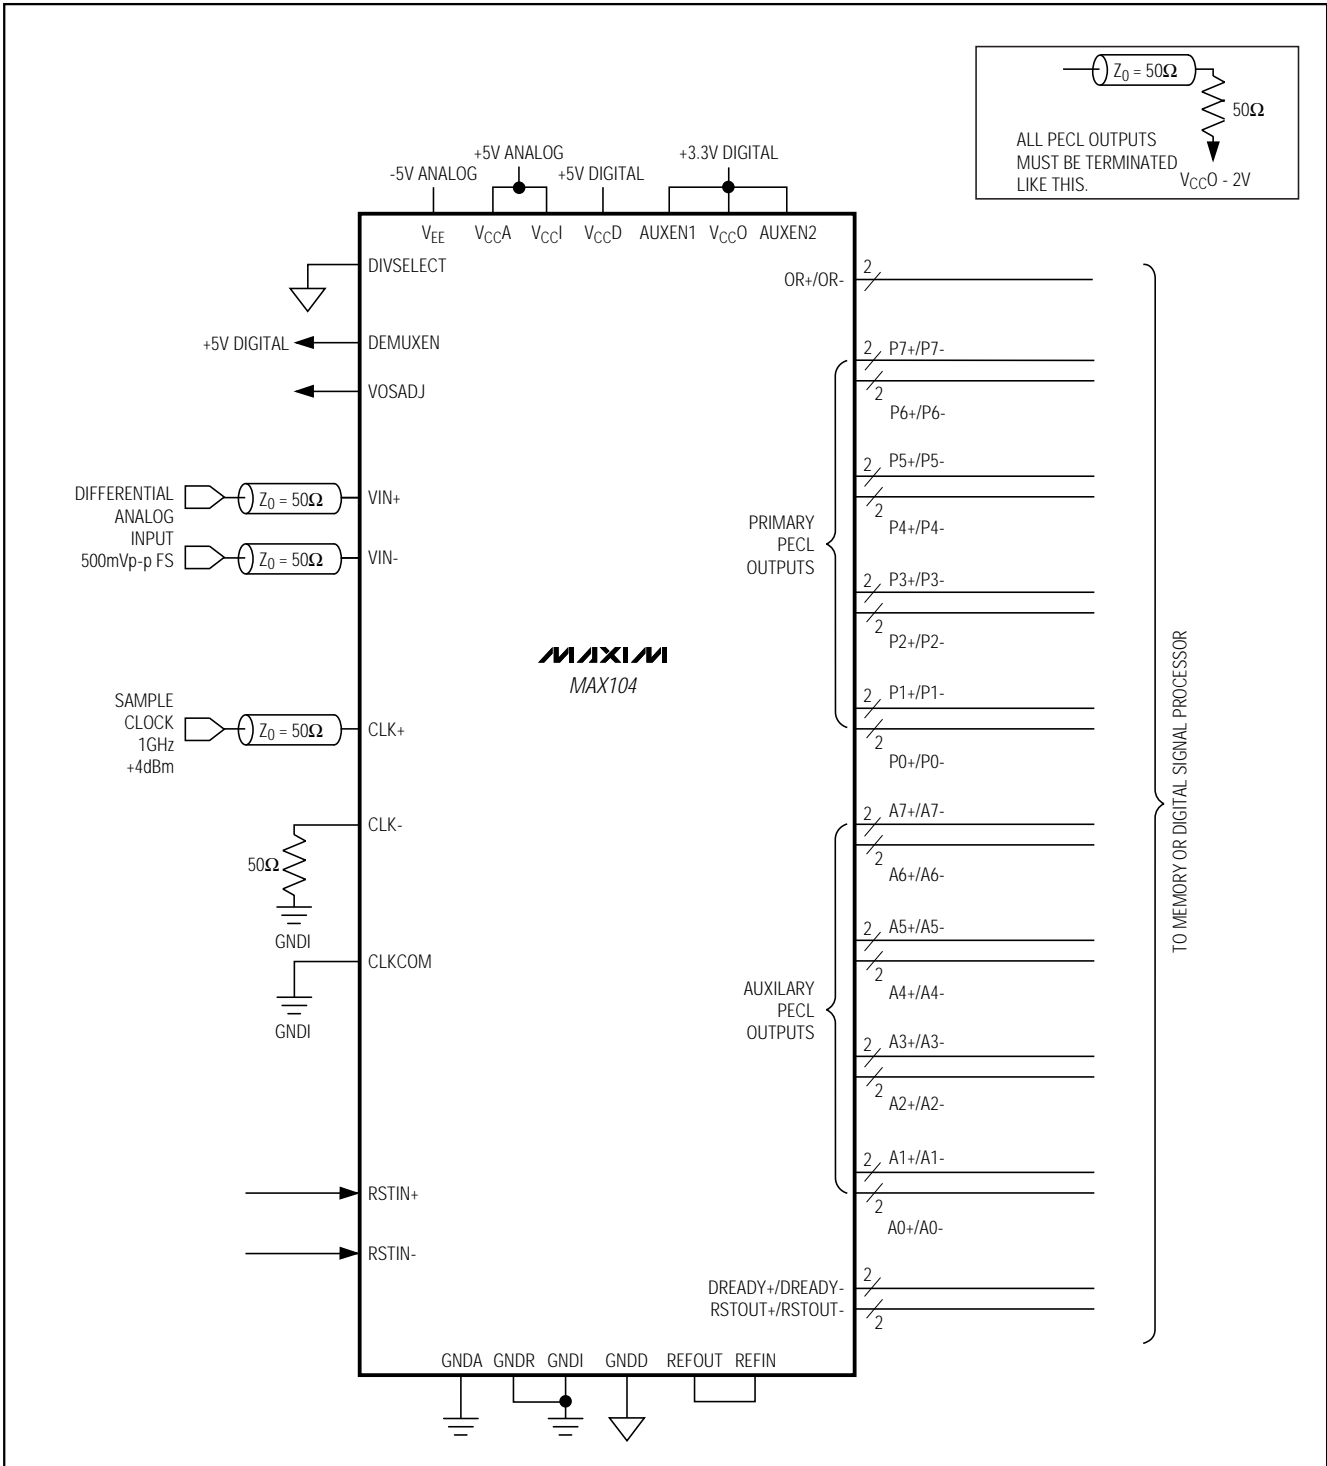 Z0 = 50Ω
50Ω
ALL PECL OUTPUTS
MUST BE TERMINATED
LIKE THIS.
VCCO - 2V
+5V ANALOG
+3.3V DIGITAL
-5V ANALOG
+5V DIGITAL
VEE
VCCA
VCCI
VCCD
AUXEN1
VCCO
AUXEN2
DIVSELECT
+5V DIGITAL
DEMUXEN
VOSADJ
DIFFERENTIAL
ANALOG
INPUT
500mVp-p FS
Z0 = 50Ω
VIN+
Z0 = 50Ω
VIN-
MAXIM
MAX104
SAMPLE
CLOCK
1GHz
+4dBm
Z0 = 50Ω
CLK+
CLK-
50Ω
GNDI
CLKCOM
GNDI
RSTIN+
RSTIN-
OR+/OR-
2
PRIMARY
PECL
OUTPUTS
2 P7+/P7-
2
P6+/P6-
2 P5+/P5-
2
P4+/P4-
2 P3+/P3-
2
P2+/P2-
2 P1+/P1-
2
P0+/P0-
AUXILARY
PECL
OUTPUTS
2 A7+/A7-
2
A6+/A6-
2 A5+/A5-
2
A4+/A4-
2 A3+/A3-
2
A2+/A2-
2 A1+/A1-
2
A0+/A0-
DREADY+/DREADY-
2
RSTOUT+/RSTOUT-
2
TO MEMORY OR DIGITAL SIGNAL PROCESSOR
GNDA
GNDR
GNDI
GNDD
REFOUT
REFIN